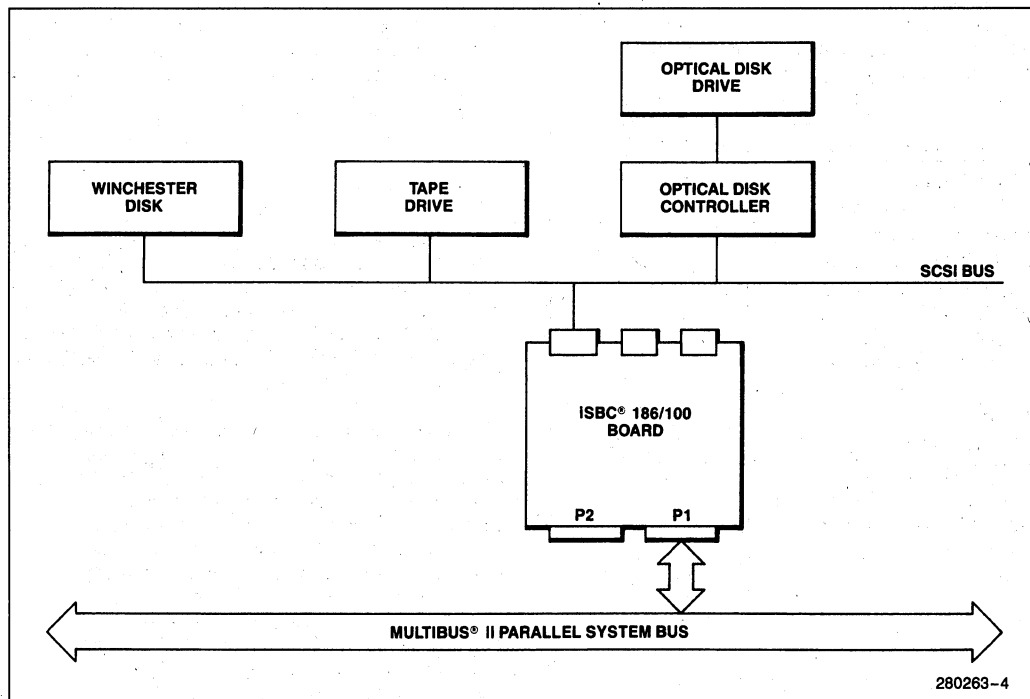 OPTICAL DISK
DRIVE
WINCHESTER
DISK
TAPE
DRIVE
OPTICAL DISK
CONTROLLER
SCSI BUS
iSBC® 186/100
BOARD
P2
P1
MULTIBUS® II PARALLEL SYSTEM BUS
280263-4